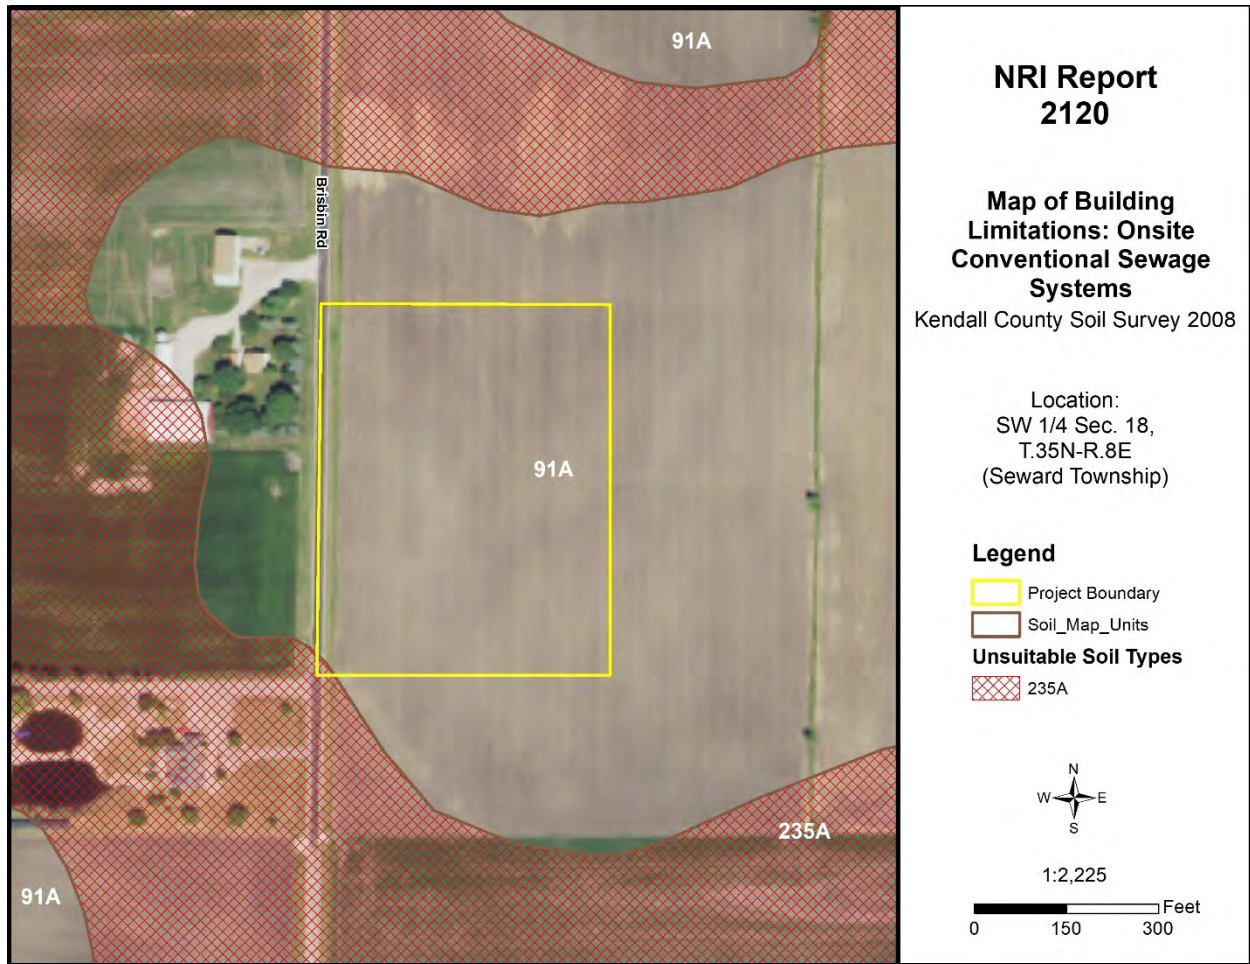 91A
Brisbin Rd
91A
235A
91A
NRI Report
2120
Map of Building
Limitations: Onsite
Conventional Sewage
Systems
Kendall County Soil Survey 2008
Location:
SW 1/4 Sec. 18,
T.35N-R.8E
(Seward Township)
Legend
Project Boundary
Soil_Map_Units
Unsuitable Soil Types
235A
N
W E
S
1:2,225
Feet
0 150 300